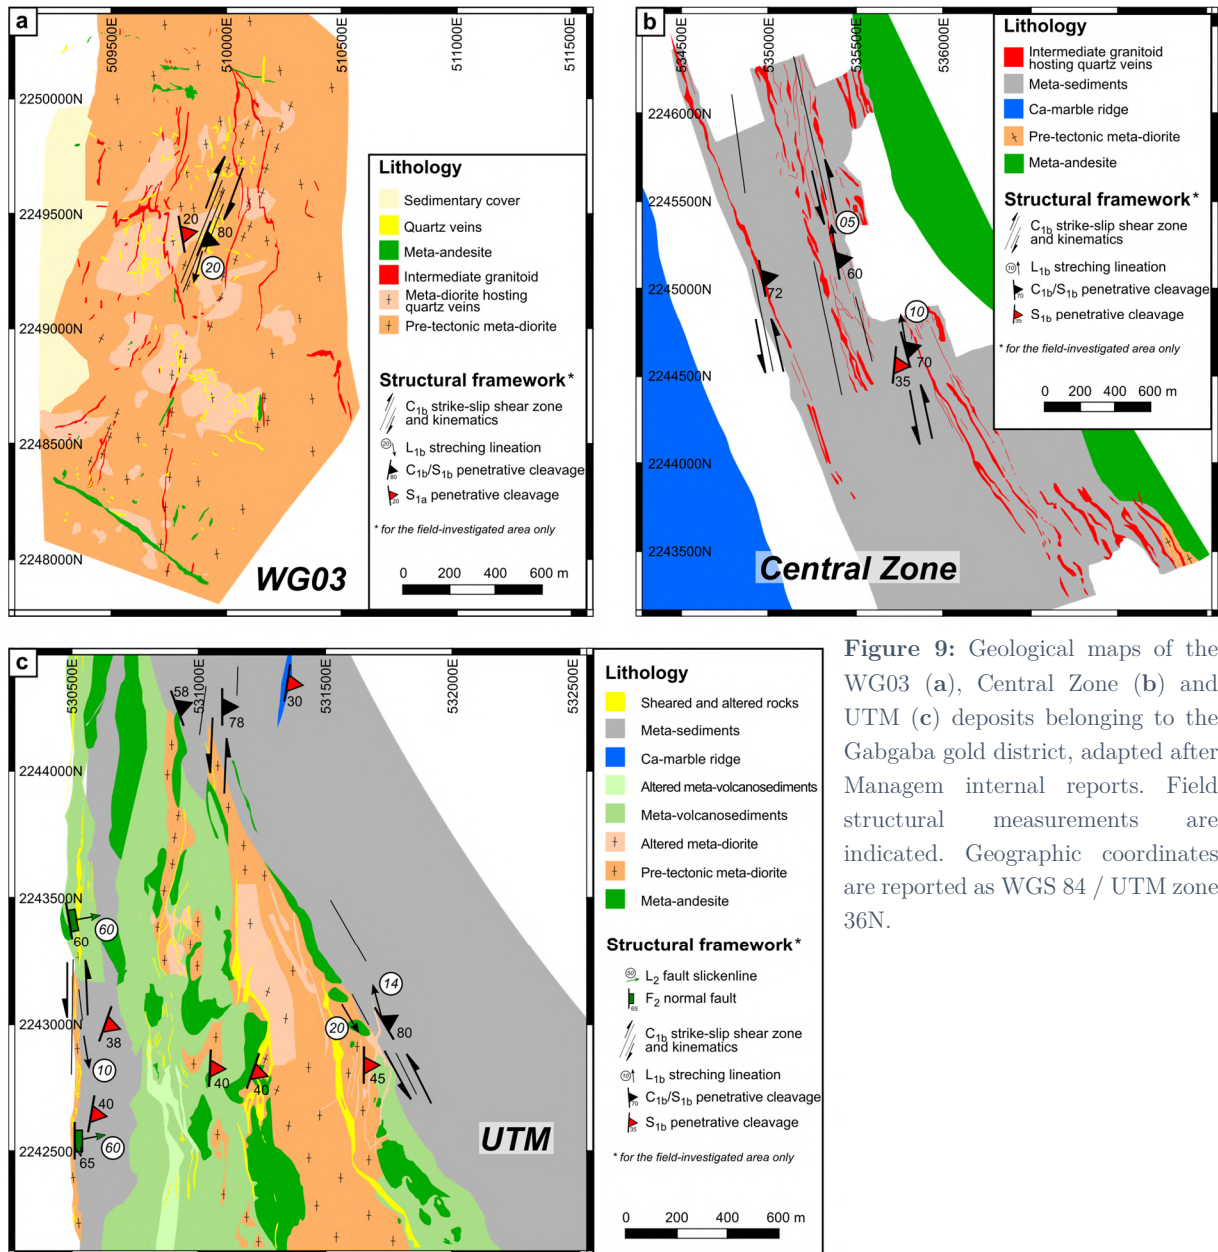 a
509500E
510000E
510500E
511000E
511500E
2250000N
2249500N
2249000N
2248500N
2248000N
20
80
20
WG03
Lithology
Sedimentary cover
Quartz veins
Meta-andesite
Intermediate granitoid
Meta-diorite hosting
quartz veins
Pre-tectonic meta-diorite
Structural framework*
C1b strike-slip shear zone
and kinematics
20
L1b streching lineation
80
C1b/S1b penetrative cleavage
20
S1a penetrative cleavage
* for the field-investigated area only
0 200 400 600 m
b
534500E
535000E
535500E
536000E
2246000N
2245500N
2245000N
2244500N
2244000N
2243500N
05
60
72
10
70
35
Central Zone
Lithology
Intermediate granitoid
hosting quartz veins
Meta-sediments
Ca-marble ridge
Pre-tectonic meta-diorite
Meta-andesite
Structural framework*
C1b strike-slip shear zone
and kinematics
10
L1b streching lineation
70
C1b/S1b penetrative cleavage
35
S1b penetrative cleavage
* for the field-investigated area only
0 200 400 600 m
c
530500E
531000E
531500E
532000E
532500E
2244000N
2243500N
2243000N
2242500N
58
78
30
60
60
14
20
80
38
10
40
40
40
45
65
60
UTM
Lithology
Sheared and altered rocks
Meta-sediments
Ca-marble ridge
Altered meta-volcanosediments
Meta-volcanosediments
Altered meta-diorite
Pre-tectonic meta-diorite
Meta-andesite
Structural framework*
L2 fault slickenline
65
F2 normal fault
C1b strike-slip shear zone
and kinematics
10
L1b streching lineation
70
C1b/S1b penetrative cleavage
35
S1b penetrative cleavage
* for the field-investigated area only
0 200 400 600 m
Figure 9: Geological maps of the
WG03 (a), Central Zone (b) and
UTM (c) deposits belonging to the
Gabgaba gold district, adapted after
Managem internal reports. Field
structural measurements are
indicated. Geographic coordinates
are reported as WGS 84 / UTM zone
36N.